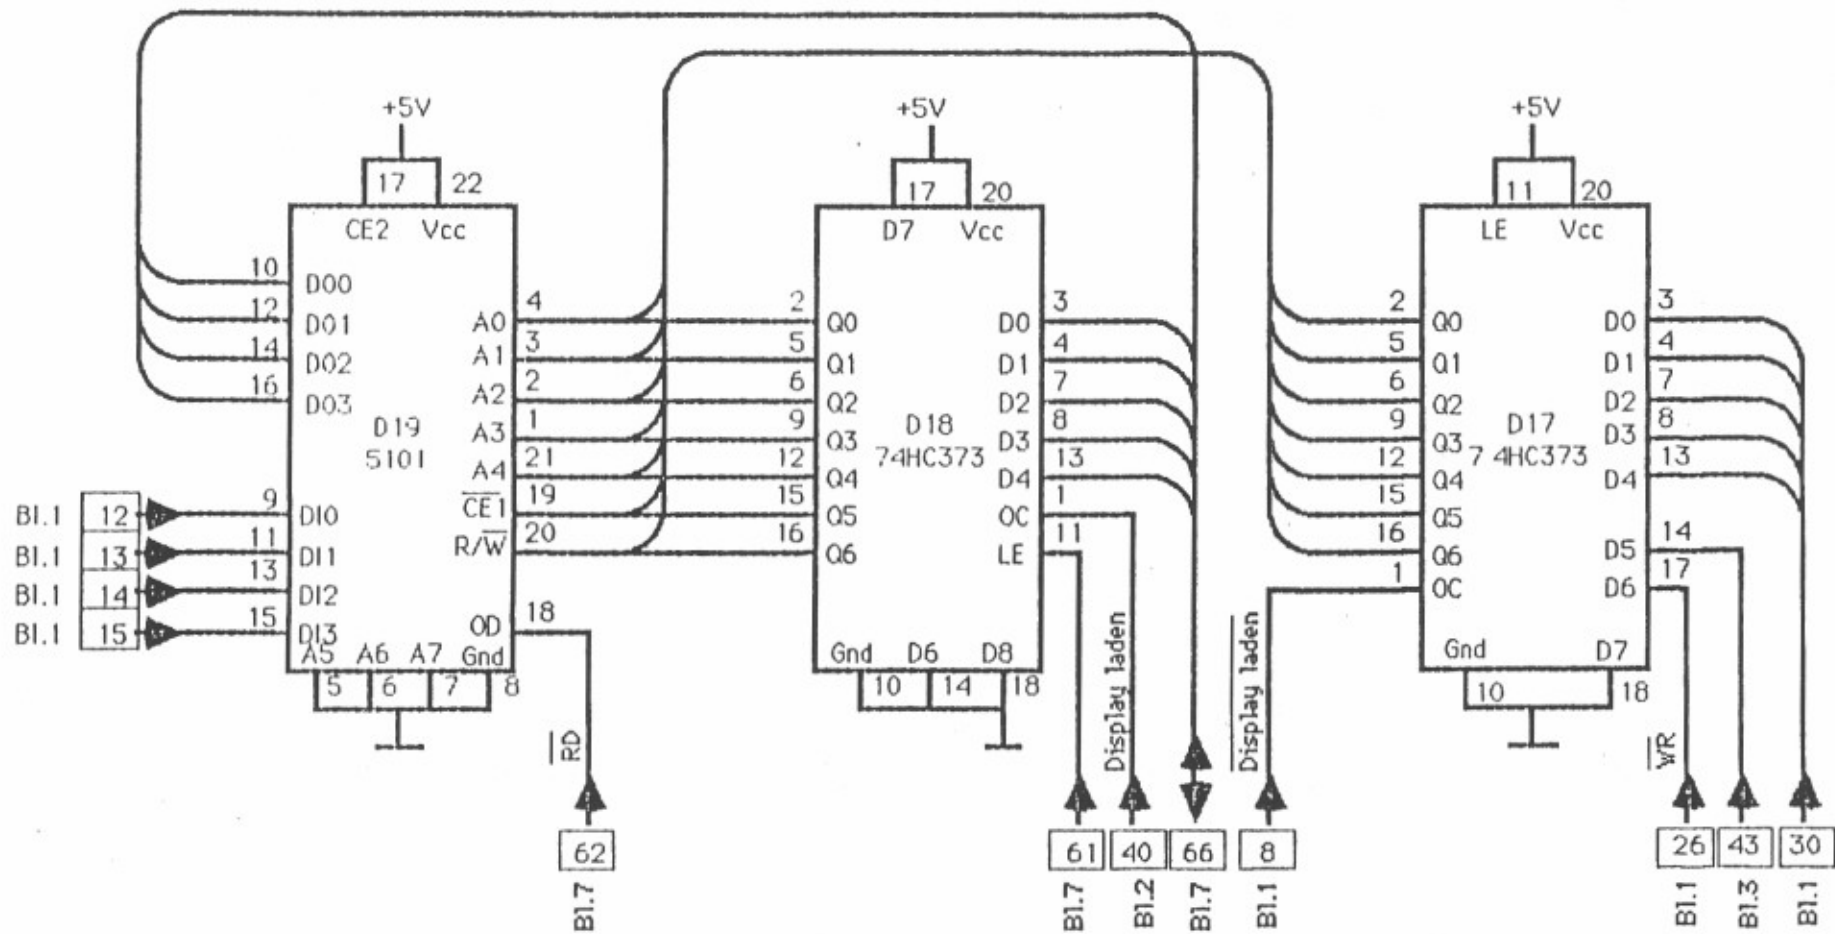 +5V
+5V
+5V
17 22
17 20
11 20
CE2 Vcc
D7 Vcc
LE Vcc
10 D00
12 D01
14 D02
16 D03
D19
5101
A0 4
A1 3
A2 2
A3 1
A4 21
CE1 19
R/W 20
OD 18
Bl.1 12 9 DI0
Bl.1 13 11 DI1
Bl.1 14 13 DI2
Bl.1 15 15 DI3
A5 A6 A7 Gnd
5 6 7 8
RD
62
Bl.7
2 Q0
5 Q1
6 Q2
9 Q3
12 Q4
15 Q5
16 Q6
D18
74HC373
D0 3
D1 4
D2 7
D3 8
D4 13
OC 1
LE 11
Gnd D6 D8
10 14 18
Display laden
Display laden
61 40 66 8
Bl.7 Bl.2 Bl.7 Bl.1
2 Q0
5 Q1
6 Q2
9 Q3
12 Q4
15 Q5
16 Q6
1 OC
D17
7 4HC373
D0 3
D1 4
D2 7
D3 8
D4 13
D5 14
D6 17
Gnd D7
10 18
WR
26 43 30
Bl.1 Bl.3 Bl.1